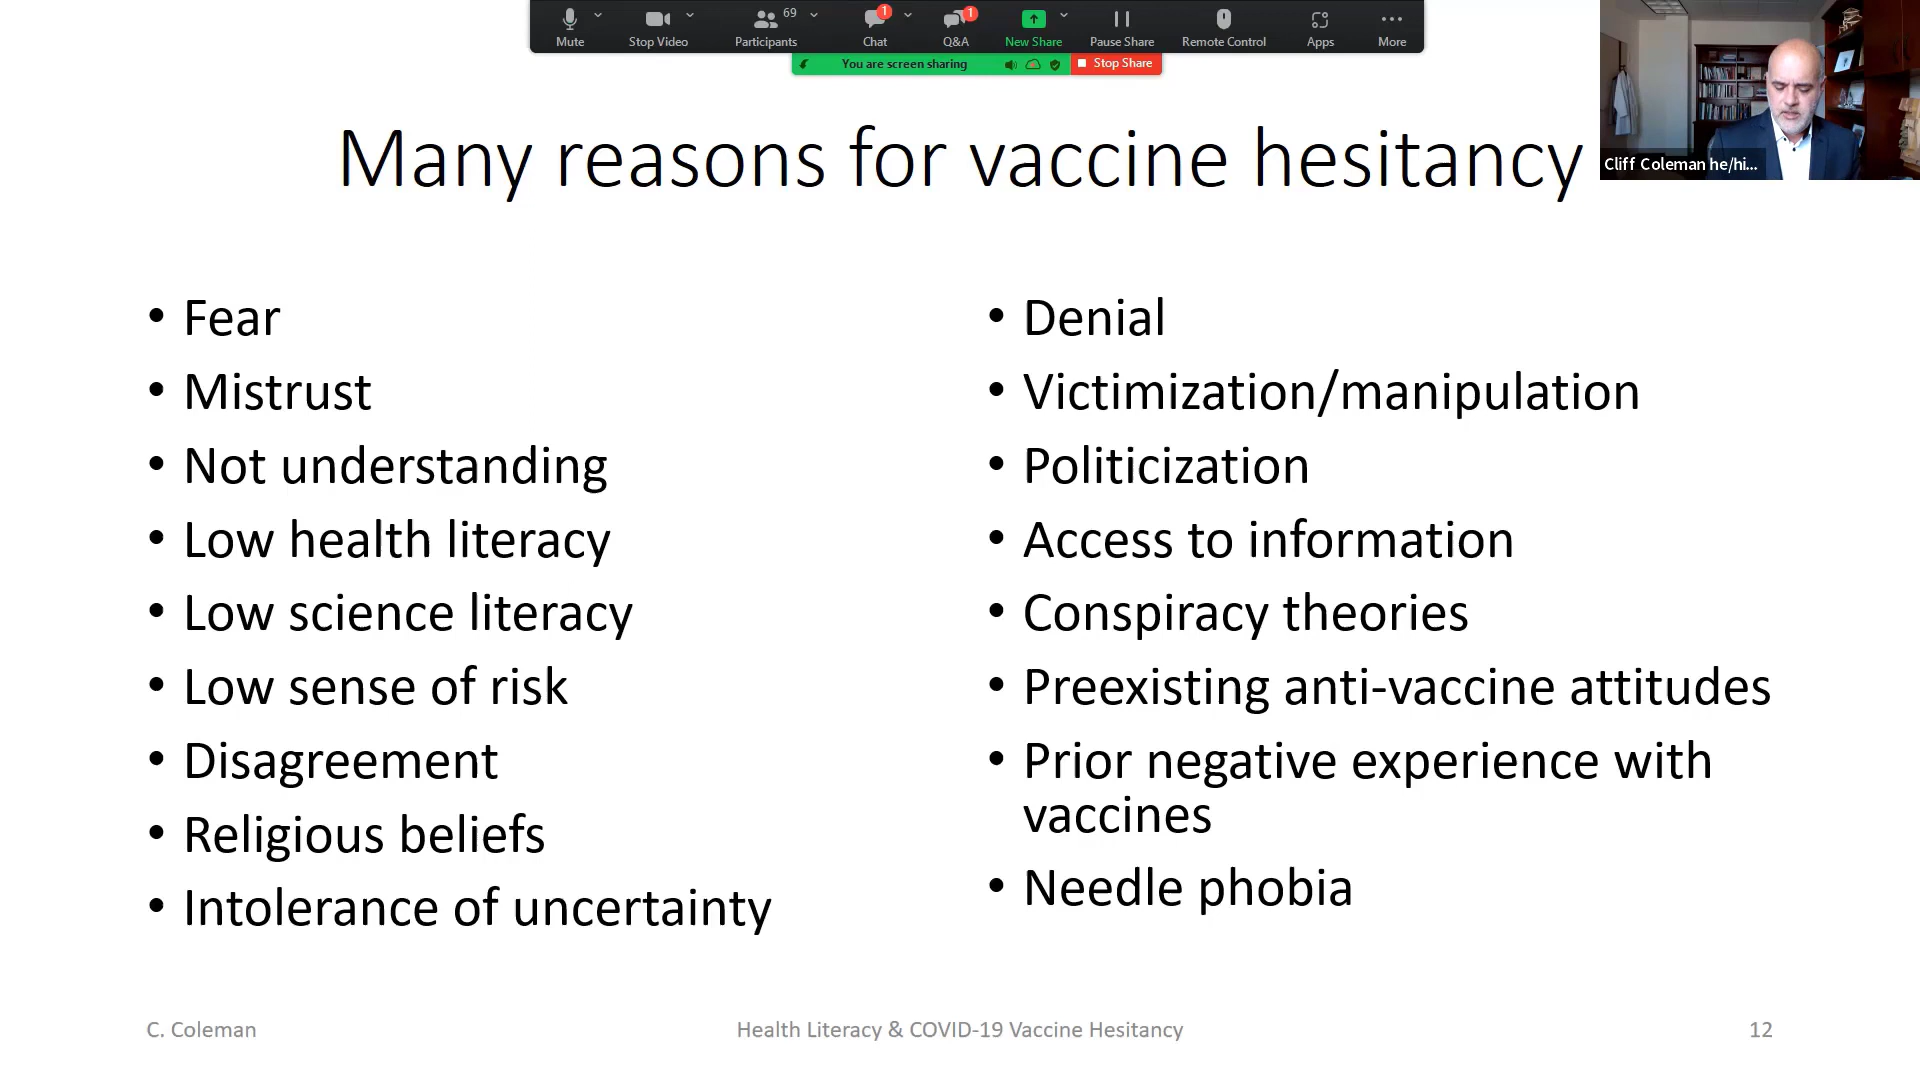 69
1
1
Mute
Stop Video
Participants
Chat
Q&A
New Share
Pause Share
Remote Control
Apps
More
You are screen sharing
Stop Share
Cliff Coleman he/hi...
Many reasons for vaccine hesitancy
• Fear
• Mistrust
• Not understanding
• Low health literacy
• Low science literacy
• Low sense of risk
• Disagreement
• Religious beliefs
• Intolerance of uncertainty
• Denial
• Victimization/manipulation
• Politicization
• Access to information
• Conspiracy theories
• Preexisting anti-vaccine attitudes
• Prior negative experience with
vaccines
• Needle phobia
C. Coleman
Health Literacy & COVID-19 Vaccine Hesitancy
12